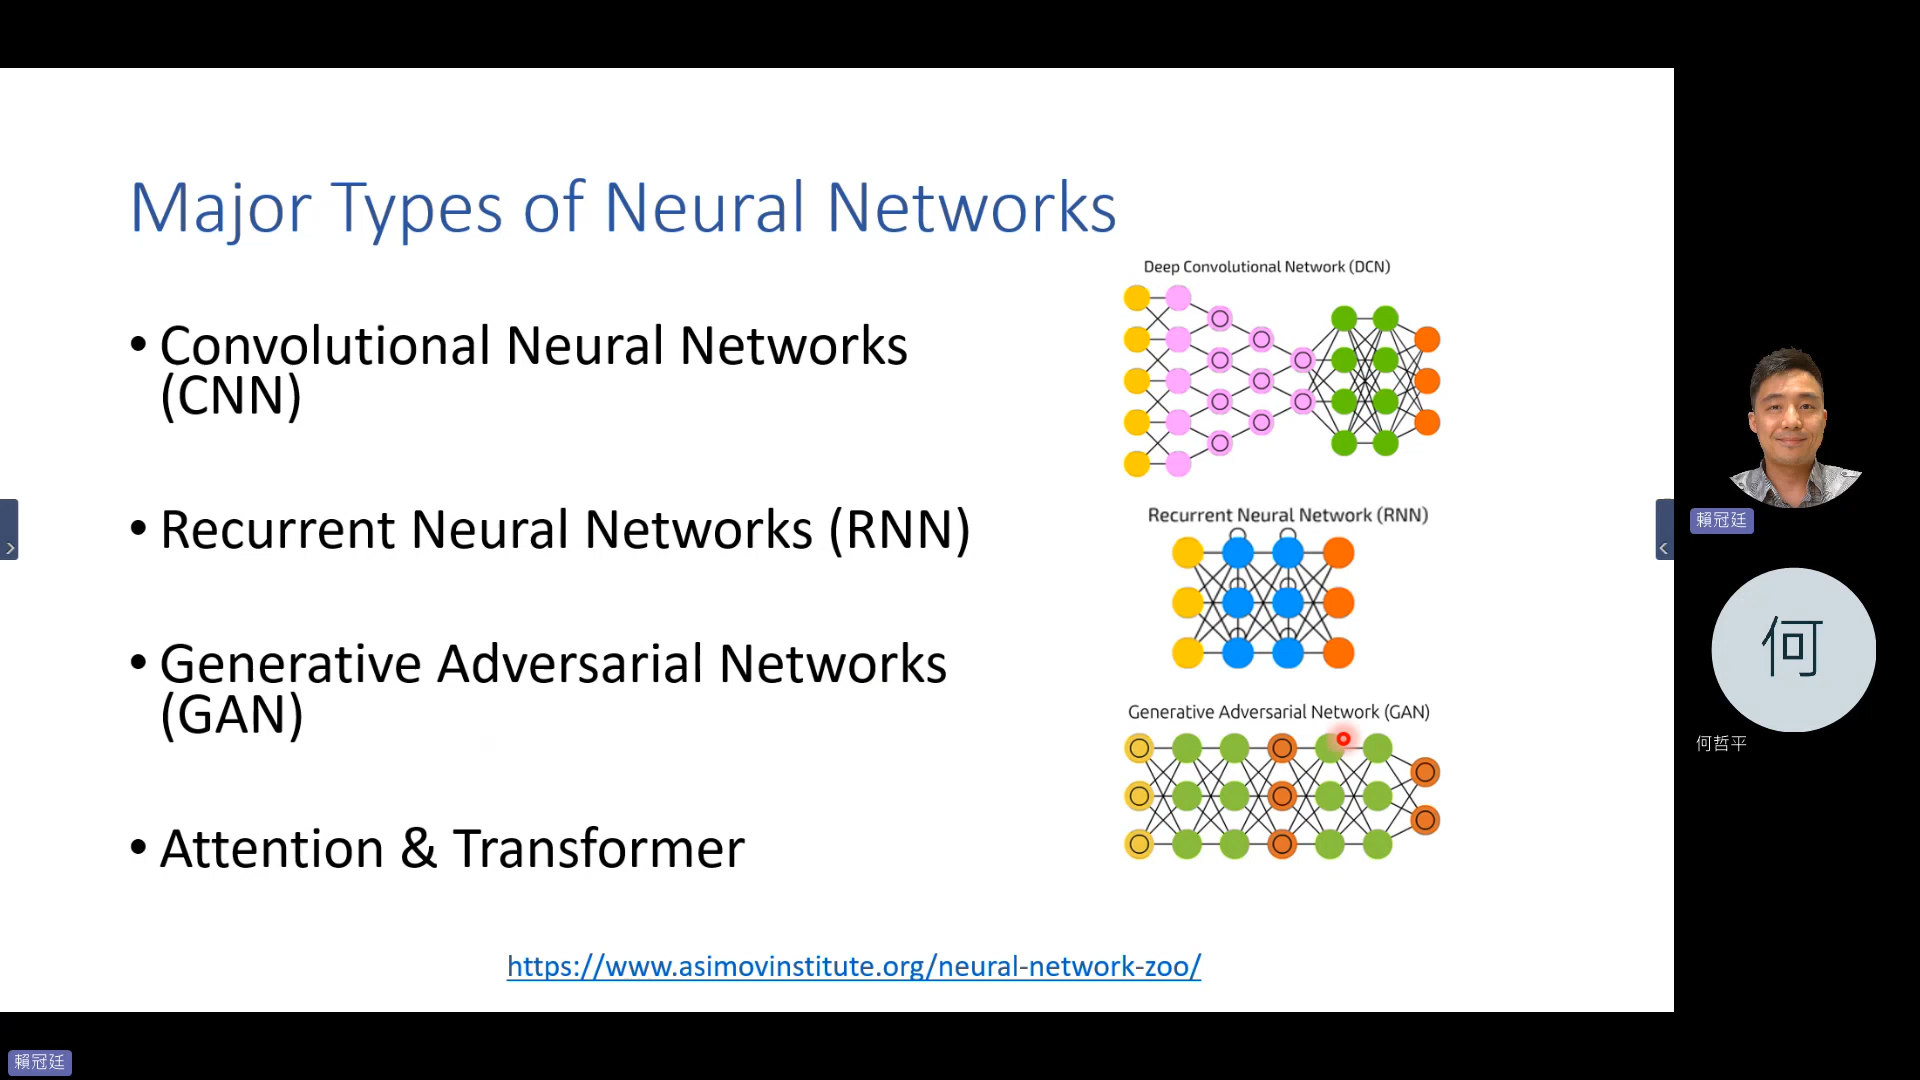 Major Types of Neural Networks
• Convolutional Neural Networks
(CNN)
• Recurrent Neural Networks (RNN)
• Generative Adversarial Networks
(GAN)
• Attention & Transformer
Deep Convolutional Network (DCN)
Recurrent Neural Network (RNN)
Generative Adversarial Network (GAN)
https://www.asimovinstitute.org/neural-network-zoo/
賴冠廷
何
何哲平
賴冠廷